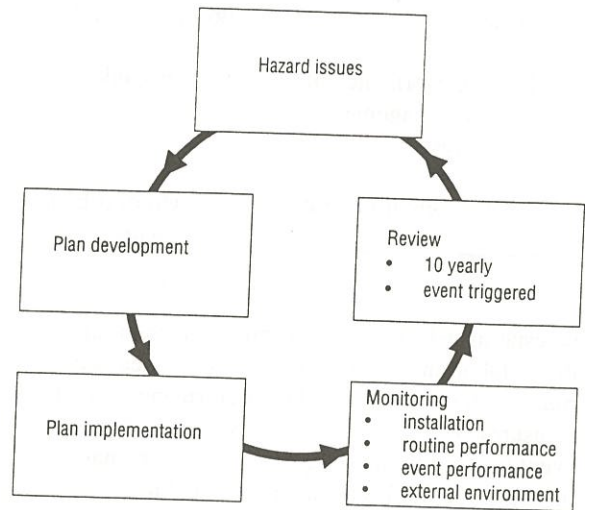 Hazard issues
Plan development
Plan implementation
Monitoring
• installation
• routine performance
• event performance
• external environment
Review
• 10 yearly
• event triggered